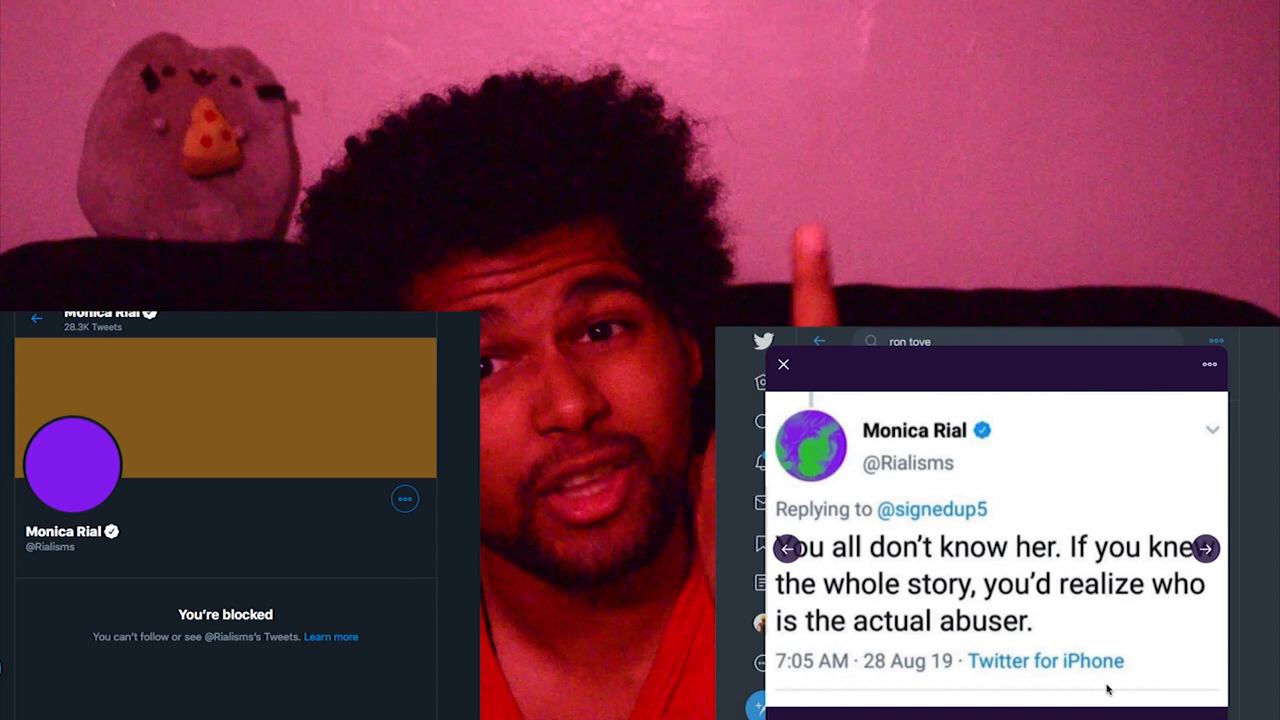 Monica Rial
28.3K Tweets
Monica Rial
@Rialisms
You're blocked
You can't follow or see @Rialisms's Tweets. Learn more
ron tove
Monica Rial
@Rialisms
Replying to @signedup5
You all don't know her. If you knew
the whole story, you'd realize who
is the actual abuser.
7:05 AM · 28 Aug 19 · Twitter for iPhone